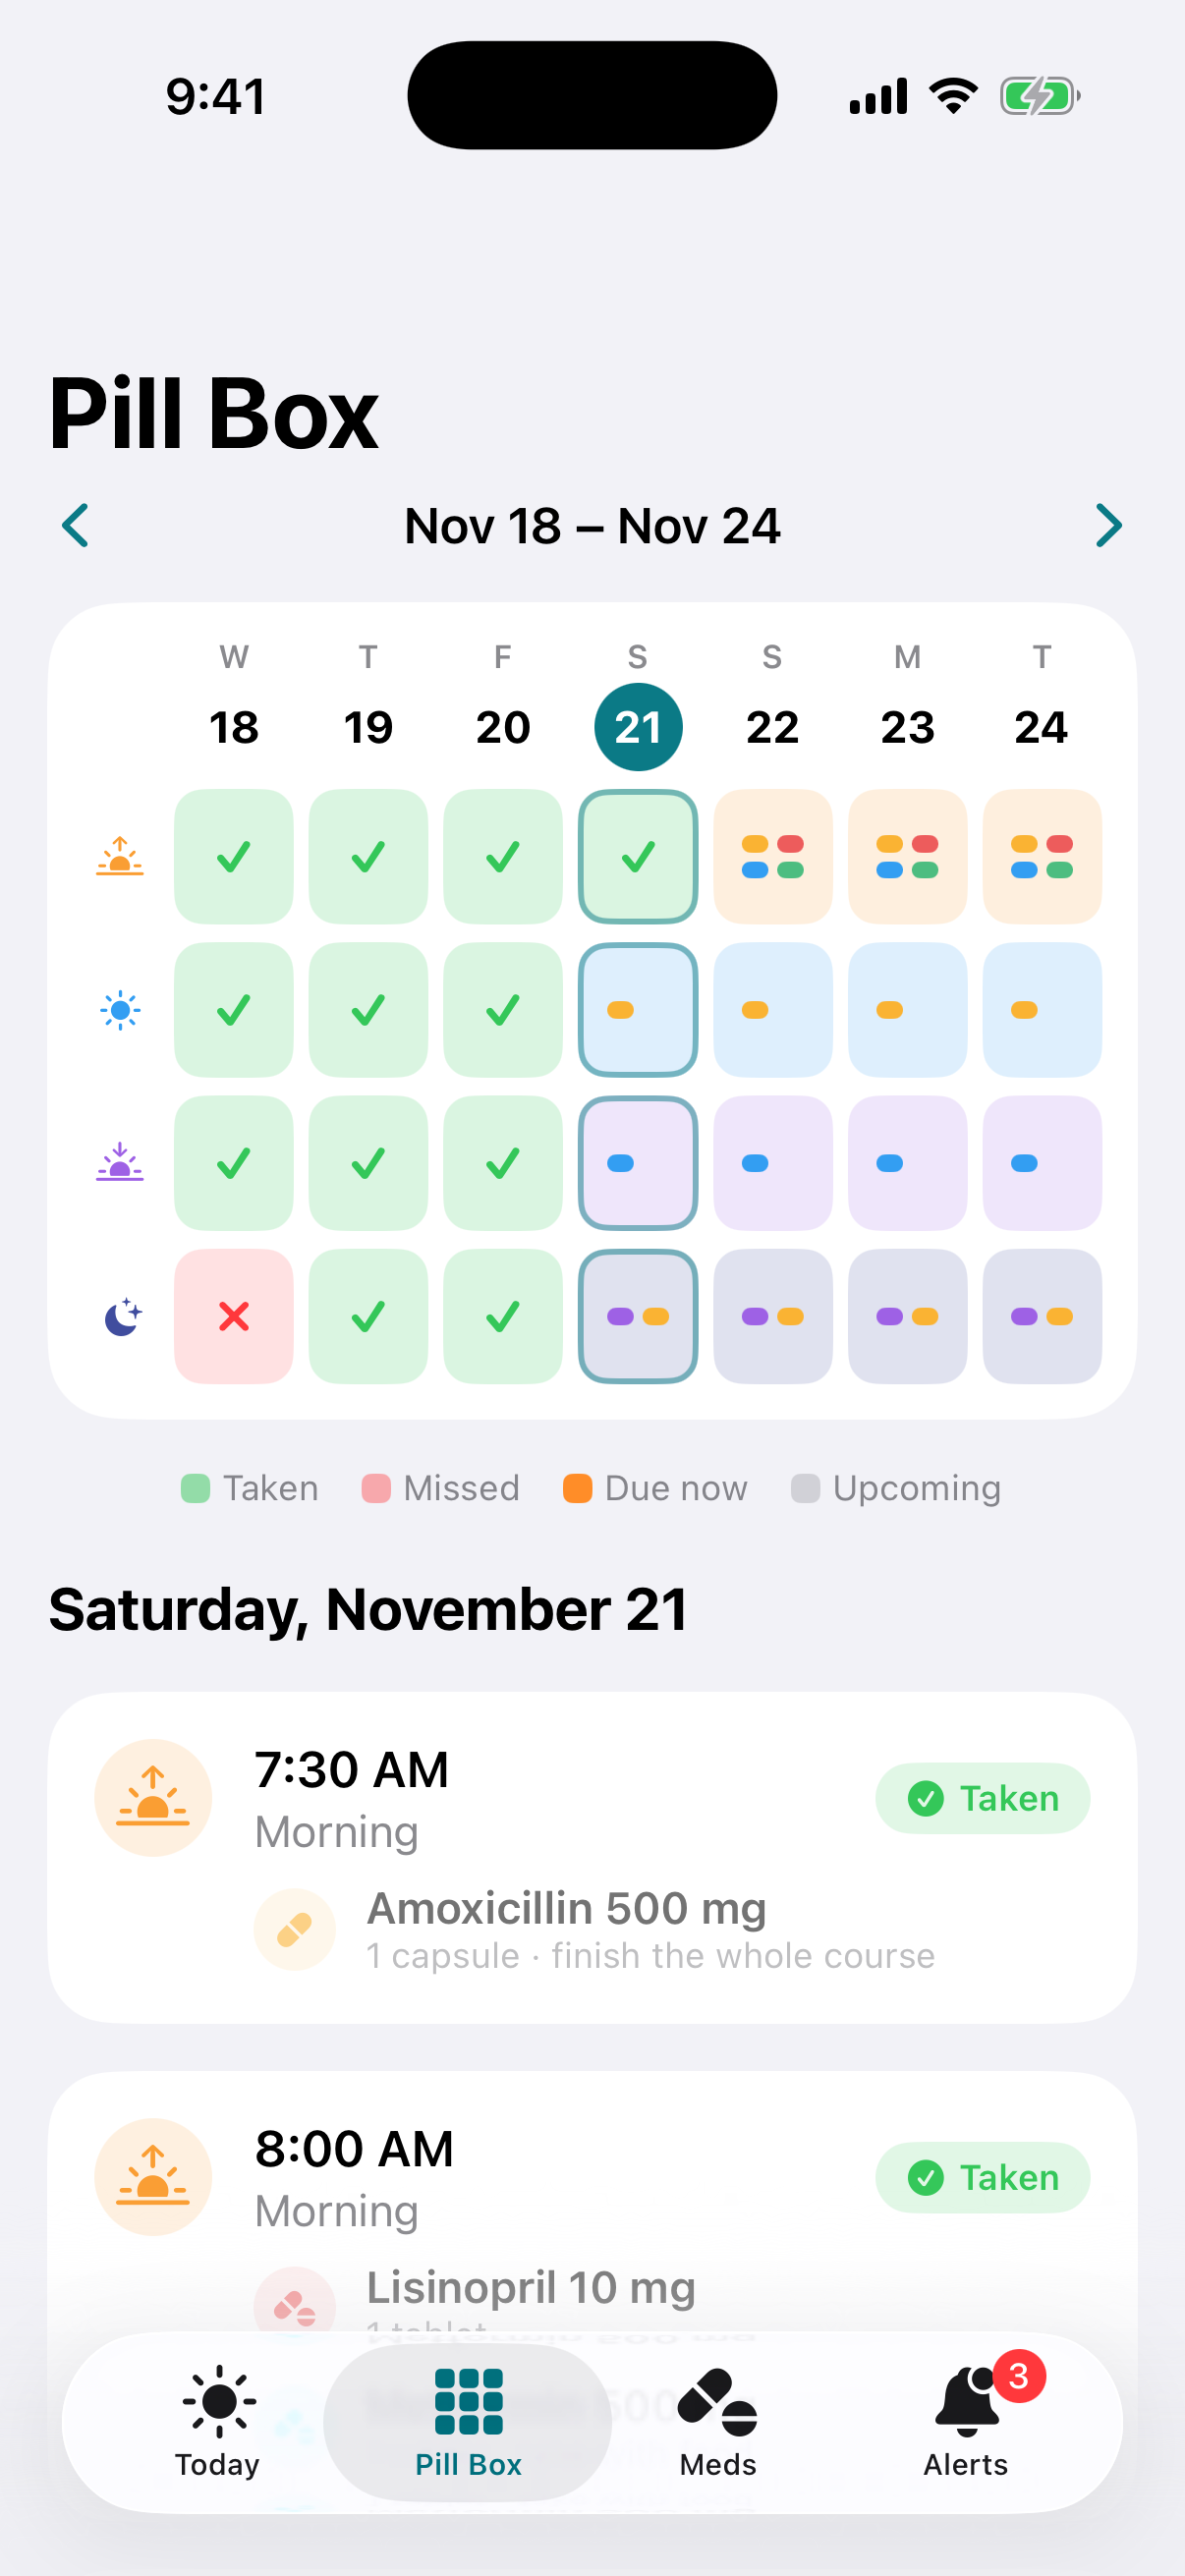 9:41
Pill Box
Nov 18 – Nov 24
W T F S S M T
18 19 20 21 22 23 24
Taken Missed Due now Upcoming
Saturday, November 21
7:30 AM
Taken
Morning
Amoxicillin 500 mg
1 capsule · finish the whole course
8:00 AM
Taken
Morning
Lisinopril 10 mg
1 tablet
3
Today Pill Box Meds Alerts